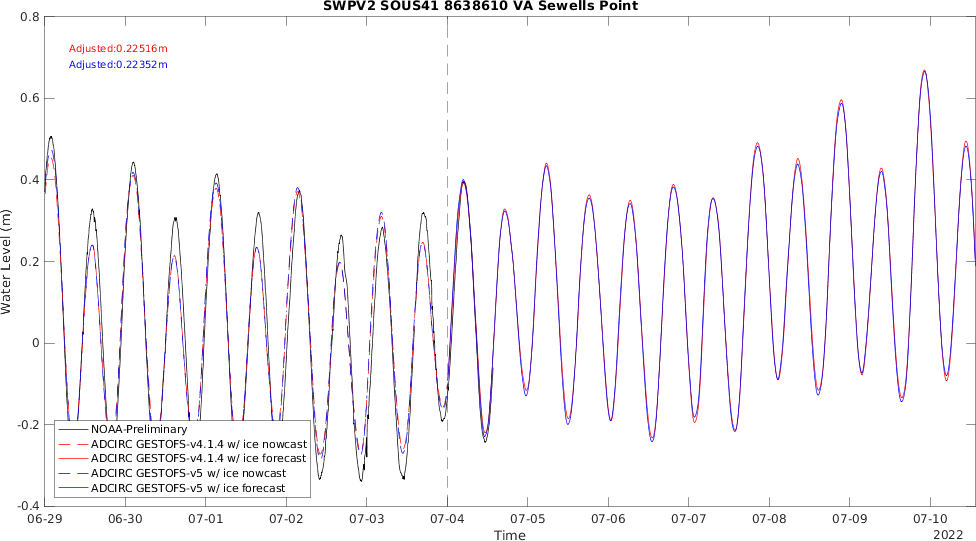 SWPV2 SOUS41 8638610 VA Sewells Point
0.8
Adjusted:0.22516m
Adjusted:0.22352m
0.6
0.4
0.2
0
-0.2
-0.4
Water Level (m)
NOAA-Preliminary
ADCIRC GESTOFS-v4.1.4 w/ ice nowcast
ADCIRC GESTOFS-v4.1.4 w/ ice forecast
ADCIRC GESTOFS-v5 w/ ice nowcast
ADCIRC GESTOFS-v5 w/ ice forecast
06-29 06-30 07-01 07-02 07-03 07-04 07-05 07-06 07-07 07-08 07-09 07-10
Time
2022